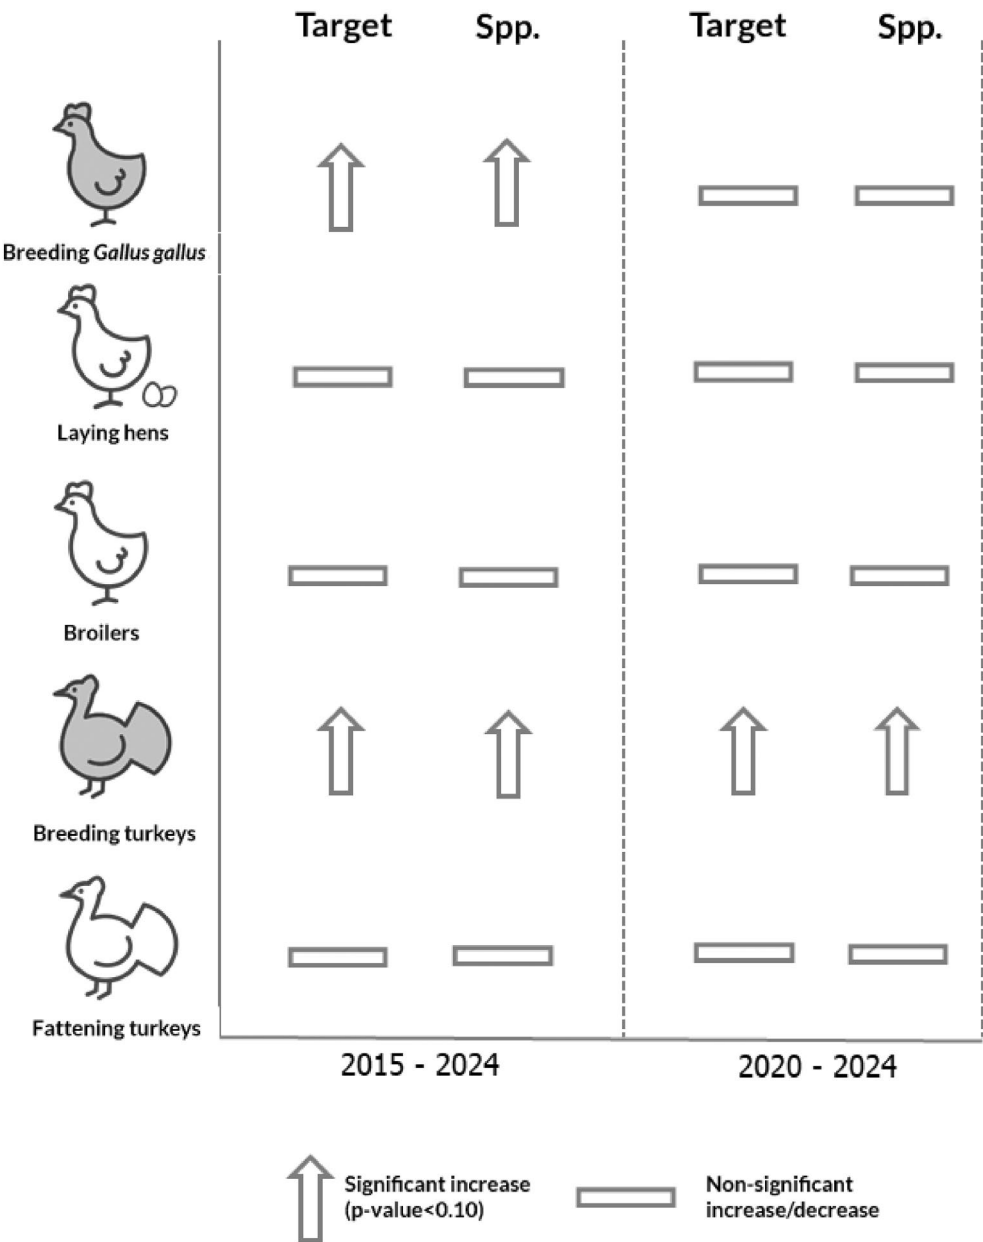 Target Spp. Target Spp.
Breeding Gallus gallus
Laying hens
Broilers
Breeding turkeys
Fattening turkeys
2015 - 2024 2020 - 2024
Significant increase
(p-value<0.10)
Non-significant
increase/decrease